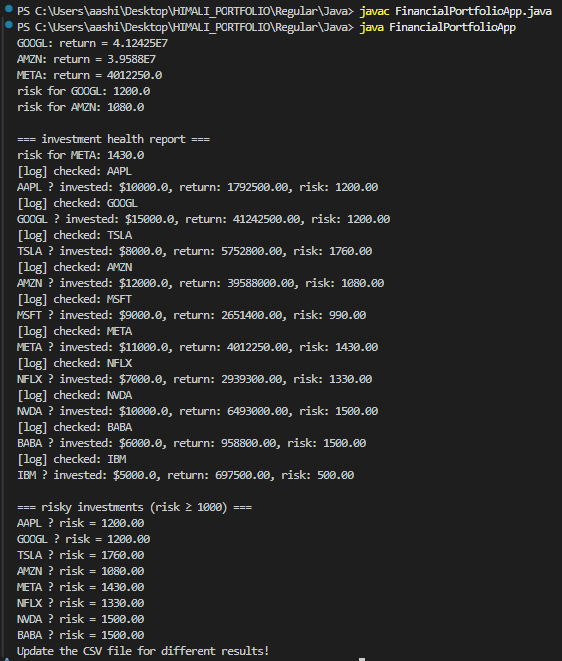 PS C:\Users\aashi\Desktop\HIMALI_PORTFOLIO\Regular\Java> javac FinancialPortfolioApp.java
PS C:\Users\aashi\Desktop\HIMALI_PORTFOLIO\Regular\Java> java FinancialPortfolioApp
GOOGL: return = 4.12425E7
AMZN: return = 3.9588E7
META: return = 4012250.0
risk for GOOGL: 1200.0
risk for AMZN: 1080.0
=== investment health report ===
risk for META: 1430.0
[log] checked: AAPL
AAPL ? invested: $10000.0, return: 1792500.00, risk: 1200.00
[log] checked: GOOGL
GOOGL ? invested: $15000.0, return: 41242500.00, risk: 1200.00
[log] checked: TSLA
TSLA ? invested: $8000.0, return: 5752800.00, risk: 1760.00
[log] checked: AMZN
AMZN ? invested: $12000.0, return: 39588000.00, risk: 1080.00
[log] checked: MSFT
MSFT ? invested: $9000.0, return: 2651400.00, risk: 990.00
[log] checked: META
META ? invested: $11000.0, return: 4012250.00, risk: 1430.00
[log] checked: NFLX
NFLX ? invested: $7000.0, return: 2939300.00, risk: 1330.00
[log] checked: NVDA
NVDA ? invested: $10000.0, return: 6493000.00, risk: 1500.00
[log] checked: BABA
BABA ? invested: $6000.0, return: 958800.00, risk: 1500.00
[log] checked: IBM
IBM ? invested: $5000.0, return: 697500.00, risk: 500.00
=== risky investments (risk ≥ 1000) ===
AAPL ? risk = 1200.00
GOOGL ? risk = 1200.00
TSLA ? risk = 1760.00
AMZN ? risk = 1080.00
META ? risk = 1430.00
NFLX ? risk = 1330.00
NVDA ? risk = 1500.00
BABA ? risk = 1500.00
Update the CSV file for different results!